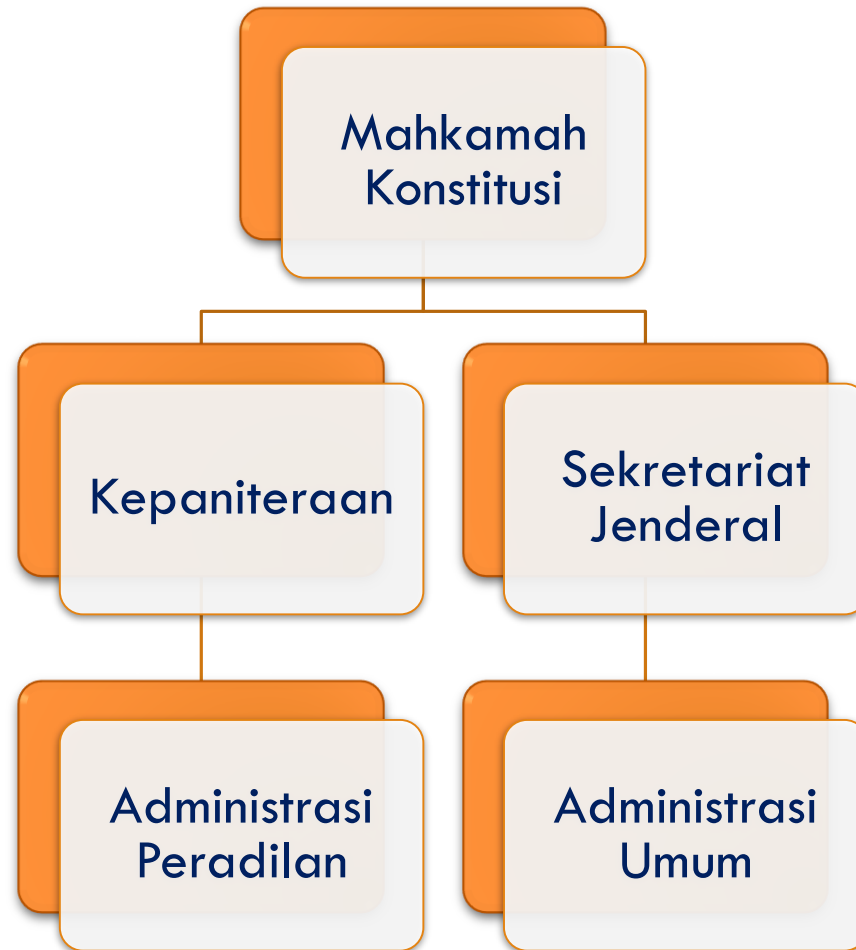 Mahkamah
Konstitusi
Kepaniteraan
Sekretariat
Jenderal
Administrasi
Peradilan
Administrasi
Umum